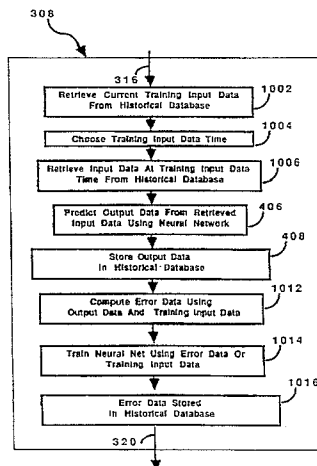 308
316
1002
Retrieve Current Training Input Data
From Historical Database
1004
Choose Training Input Data Time
1006
Retrieve Input Data At Training Input Data
Time From Historical Database
406
Predict Output Data From Retrieved
Input Data Using Neural Network
408
Store Output Data
In Historical Database
1012
Compute Error Data Using
Output Data And Training Input Data
1014
Train Neural Net Using Error Data Or
Training Input Data
1016
Error Data Stored
In Historical Database
320